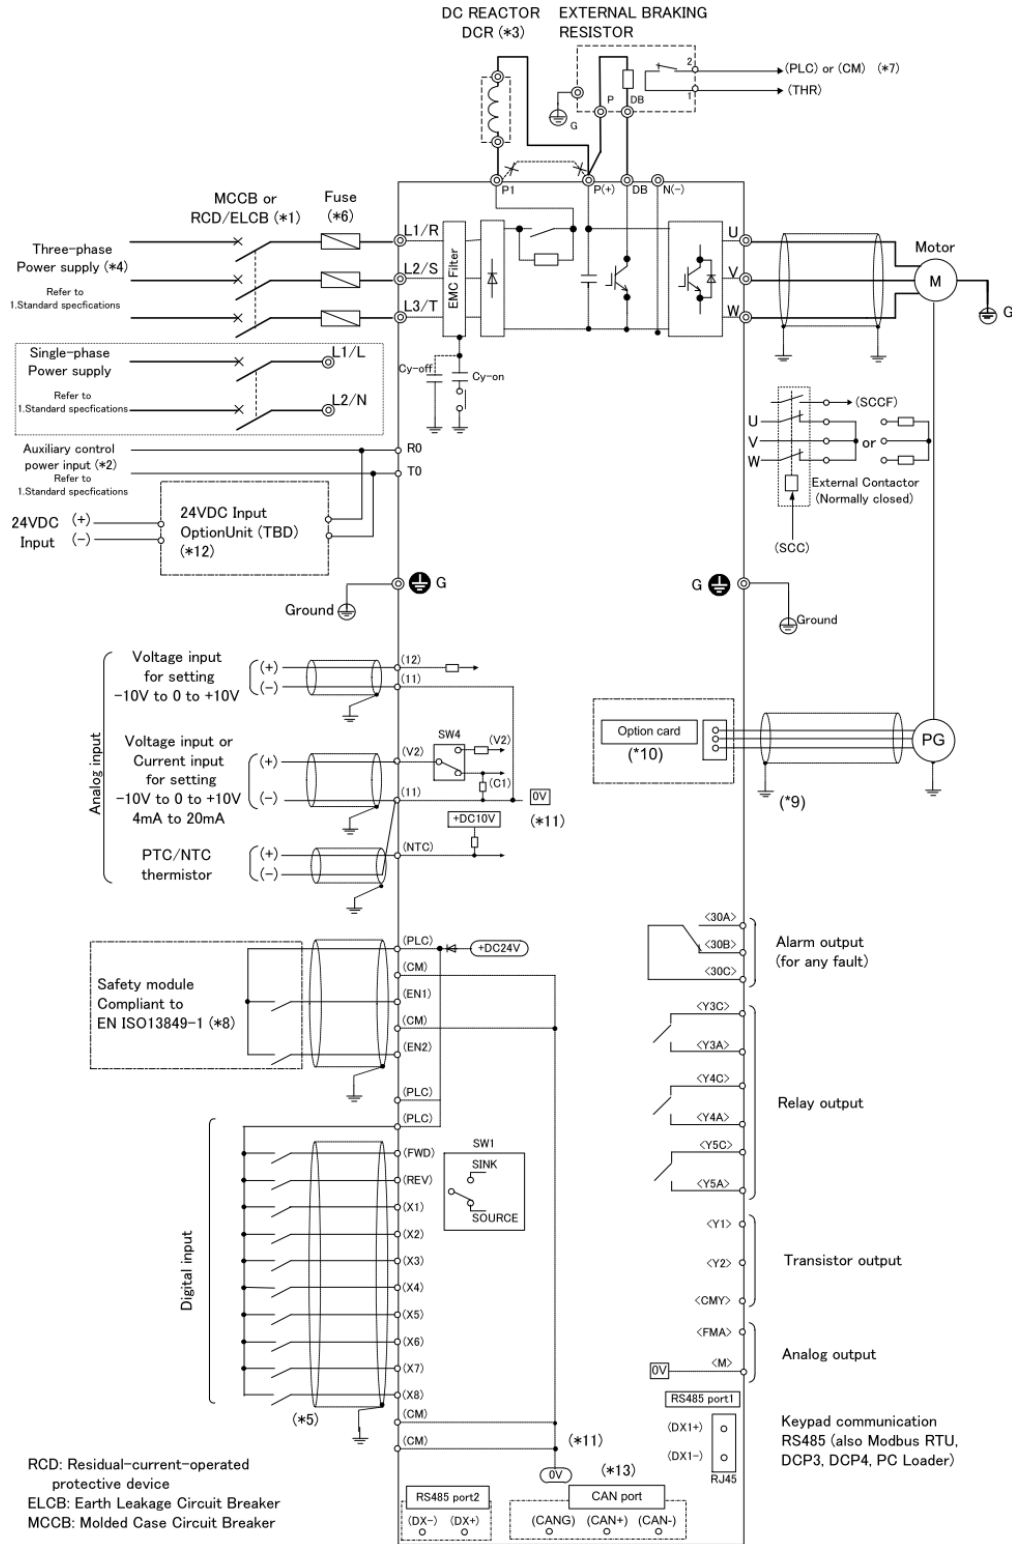 DC REACTOR
DCR (*3)
EXTERNAL BRAKING
RESISTOR
2
(PLC) or (CM) (*7)
1
(THR)
P
DB
G
P1
P(+)
DB
N(-)
MCCB or
RCD/ELCB (*1)
Fuse
(*6)
Three-phase
Power supply (*4)
Refer to
1.Standard specfications
L1/R
L2/S
L3/T
EMC Filter
Cy-off
Cy-on
U
V
W
Motor
M
G
Single-phase
Power supply
Refer to
1.Standard specfications
L1/L
L2/N
Auxiliary control
power input (*2)
Refer to
1.Standard specfications
R0
T0
24VDC
Input
(+)
(-)
24VDC Input
OptionUnit (TBD)
(*12)
(SCCF)
U
V
W
or
External Contactor
(Normally closed)
(SCC)
G
Ground
G
Ground
Analog input
Voltage input
for setting
-10V to 0 to +10V
(+)
(-)
(12)
(11)
Voltage input or
Current input
for setting
-10V to 0 to +10V
4mA to 20mA
(+)
(-)
(V2)
(11)
SW4
(V2)
(C1)
0V
(*11)
+DC10V
PTC/NTC
thermistor
(+)
(-)
(NTC)
Option card
(*10)
PG
(*9)
Safety module
Compliant to
EN ISO13849-1 (*8)
(PLC)
(CM)
(EN1)
(CM)
(EN2)
+DC24V
(PLC)
(PLC)
Digital input
(FWD)
(REV)
(X1)
(X2)
(X3)
(X4)
(X5)
(X6)
(X7)
(X8)
(CM)
(CM)
(*5)
SW1
SINK
SOURCE
(*11)
0V
<30A>
<30B>
<30C>
Alarm output
(for any fault)
<Y3C>
<Y3A>
<Y4C>
<Y4A>
<Y5C>
<Y5A>
Relay output
<Y1>
<Y2>
<CMY>
Transistor output
<FMA>
<M>
0V
Analog output
RS485 port1
(DX1+)
(DX1-)
RJ45
Keypad communication
RS485 (also Modbus RTU,
DCP3, DCP4, PC Loader)
(*13)
RS485 port2
(DX-)
(DX+)
CAN port
(CANG)
(CAN+)
(CAN-)
RCD: Residual-current-operated
protective device
ELCB: Earth Leakage Circuit Breaker
MCCB: Molded Case Circuit Breaker